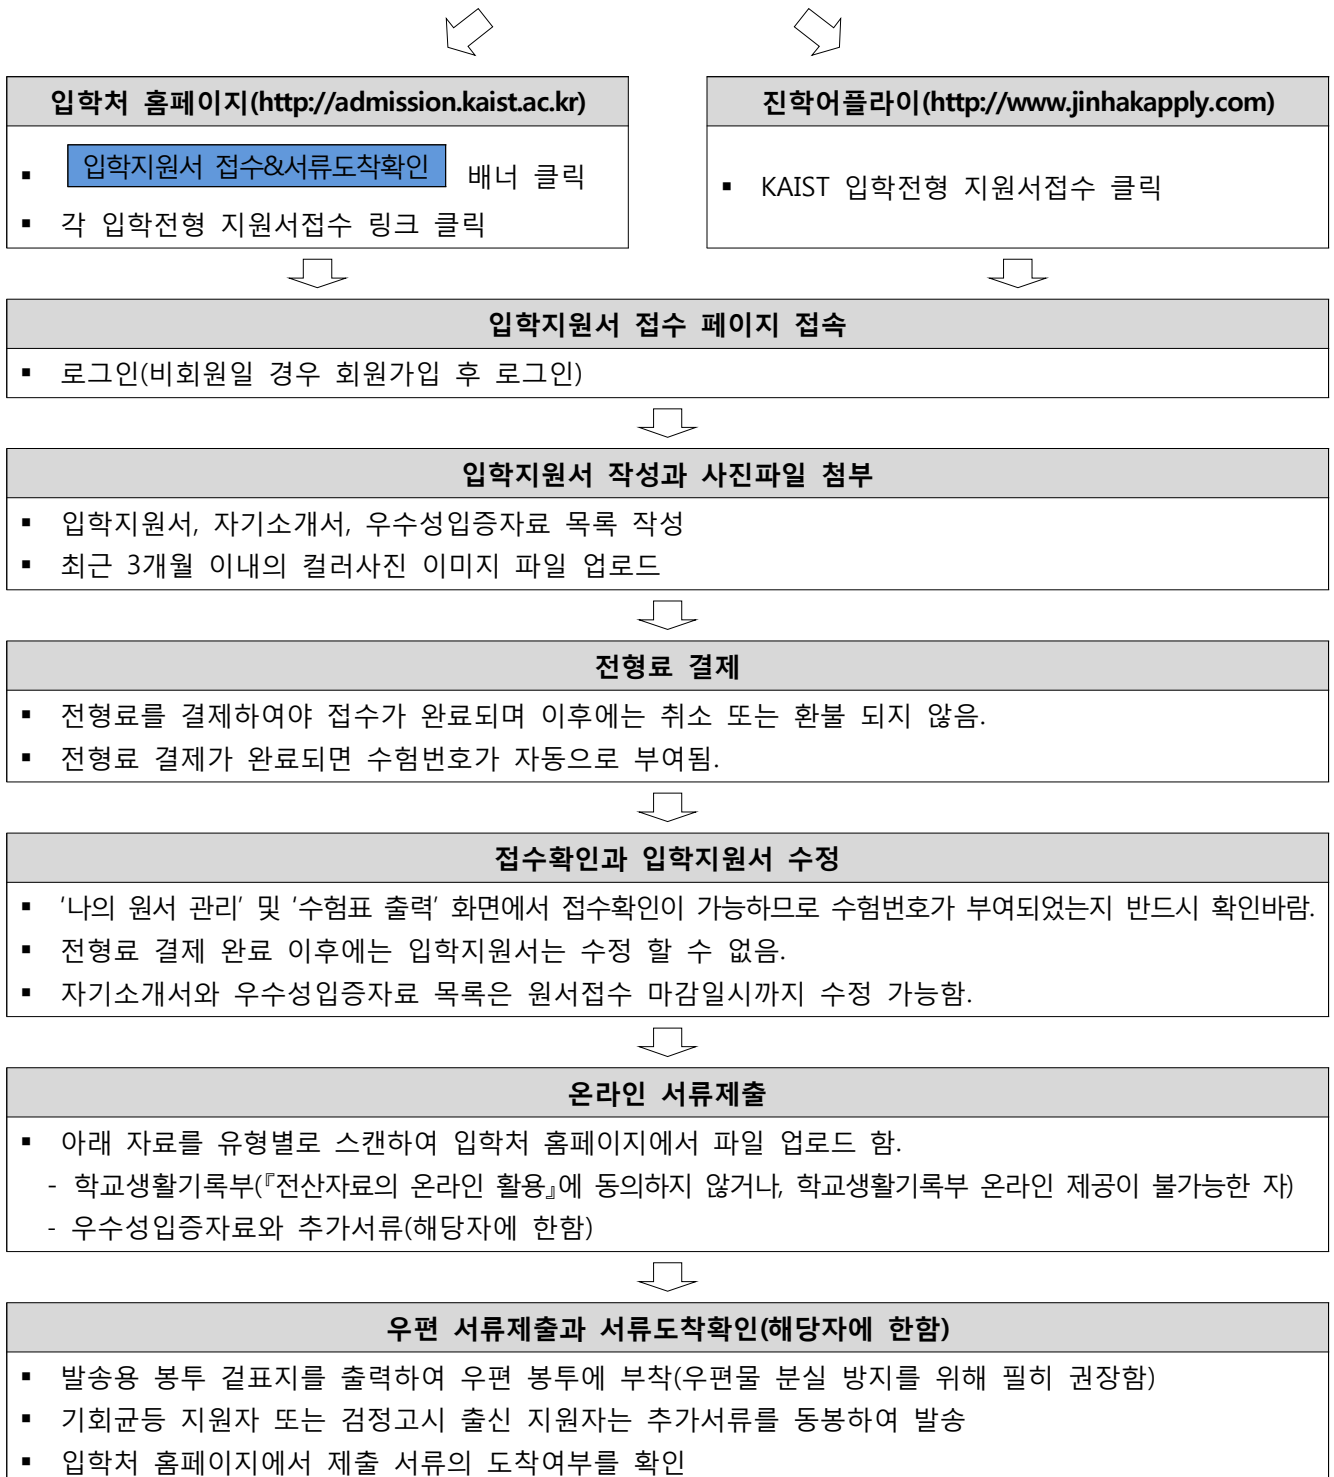 입학처 홈페이지(http://admission.kaist.ac.kr)
▪ 입학지원서 접수&서류도착확인 배너 클릭
▪ 각 입학전형 지원서접수 링크 클릭
진학어플라이(http://www.jinhakapply.com)
▪ KAIST 입학전형 지원서접수 클릭
입학지원서 접수 페이지 접속
▪ 로그인(비회원일 경우 회원가입 후 로그인)
입학지원서 작성과 사진파일 첨부
▪ 입학지원서, 자기소개서, 우수성입증자료 목록 작성
▪ 최근 3개월 이내의 컬러사진 이미지 파일 업로드
전형료 결제
▪ 전형료를 결제하여야 접수가 완료되며 이후에는 취소 또는 환불 되지 않음.
▪ 전형료 결제가 완료되면 수험번호가 자동으로 부여됨.
접수확인과 입학지원서 수정
▪ '나의 원서 관리' 및 '수험표 출력' 화면에서 접수확인이 가능하므로 수험번호가 부여되었는지 반드시 확인바람.
▪ 전형료 결제 완료 이후에는 입학지원서는 수정 할 수 없음.
▪ 자기소개서와 우수성입증자료 목록은 원서접수 마감일시까지 수정 가능함.
온라인 서류제출
▪ 아래 자료를 유형별로 스캔하여 입학처 홈페이지에서 파일 업로드 함.
- 학교생활기록부(『전산자료의 온라인 활용』에 동의하지 않거나, 학교생활기록부 온라인 제공이 불가능한 자)
- 우수성입증자료와 추가서류(해당자에 한함)
우편 서류제출과 서류도착확인(해당자에 한함)
▪ 발송용 봉투 겉표지를 출력하여 우편 봉투에 부착(우편물 분실 방지를 위해 필히 권장함)
▪ 기회균등 지원자 또는 검정고시 출신 지원자는 추가서류를 동봉하여 발송
▪ 입학처 홈페이지에서 제출 서류의 도착여부를 확인